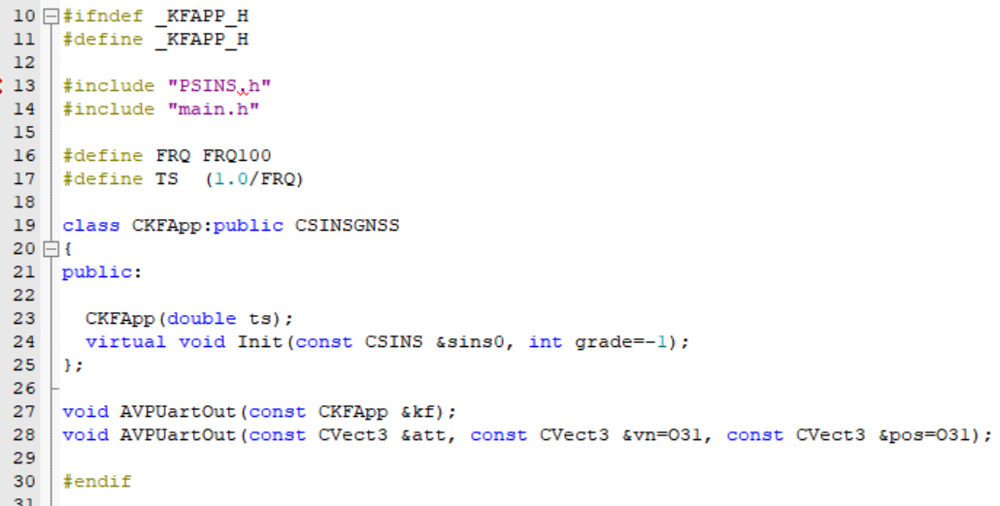 10 #ifndef _KFAPP_H
11 #define _KFAPP_H
12
13 #include "PSINS.h"
14 #include "main.h"
15
16 #define FRQ FRQ100
17 #define TS  (1.0/FRQ)
18
19 class CKFApp:public CSINSGNSS
20 {
21 public:
22
23   CKFApp(double ts);
24   virtual void Init(const CSINS &sins0, int grade=-1);
25 };
26
27 void AVPUartOut(const CKFApp &kf);
28 void AVPUartOut(const CVect3 &att, const CVect3 &vn=O31, const CVect3 &pos=O31);
29
30 #endif
31